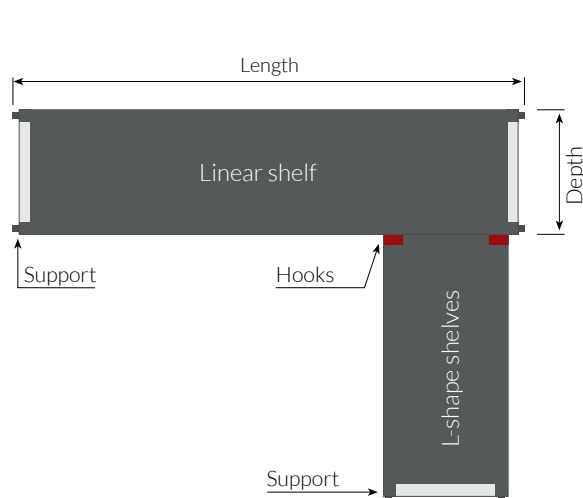 Length
Linear shelf
Depth
Support
Hooks
L-shape shelves
Support